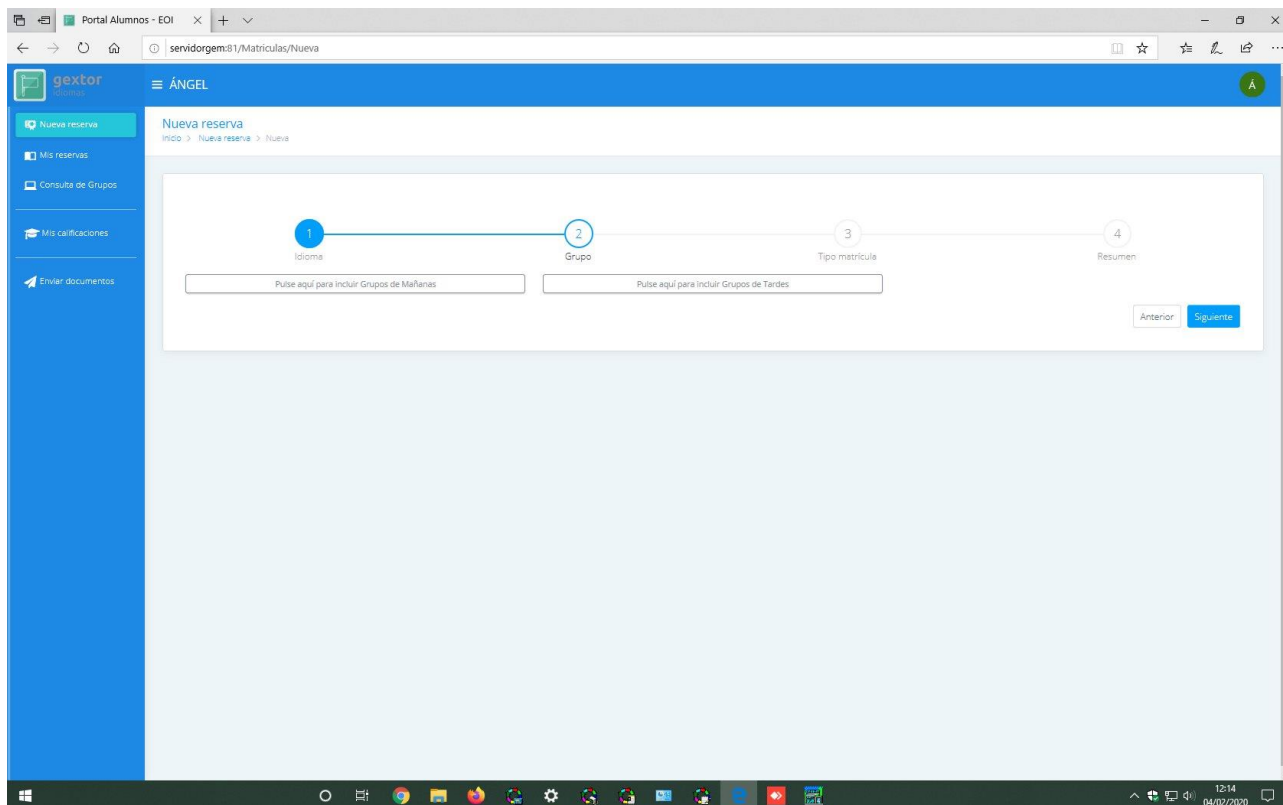 Portal Alumnos - EOI
servidorgem:81/Matriculas/Nueva
gextor
idiomas
ÁNGEL
Á
Nueva reserva
Mis reservas
Consulta de Grupos
Mis calificaciones
Enviar documentos
Nueva reserva
Inicio > Nueva reserva > Nueva
1
2
3
4
Idioma
Grupo
Tipo matrícula
Resumen
Pulse aquí para incluir Grupos de Mañanas
Pulse aquí para incluir Grupos de Tardes
Anterior
Siguiente
12:14
04/02/2020